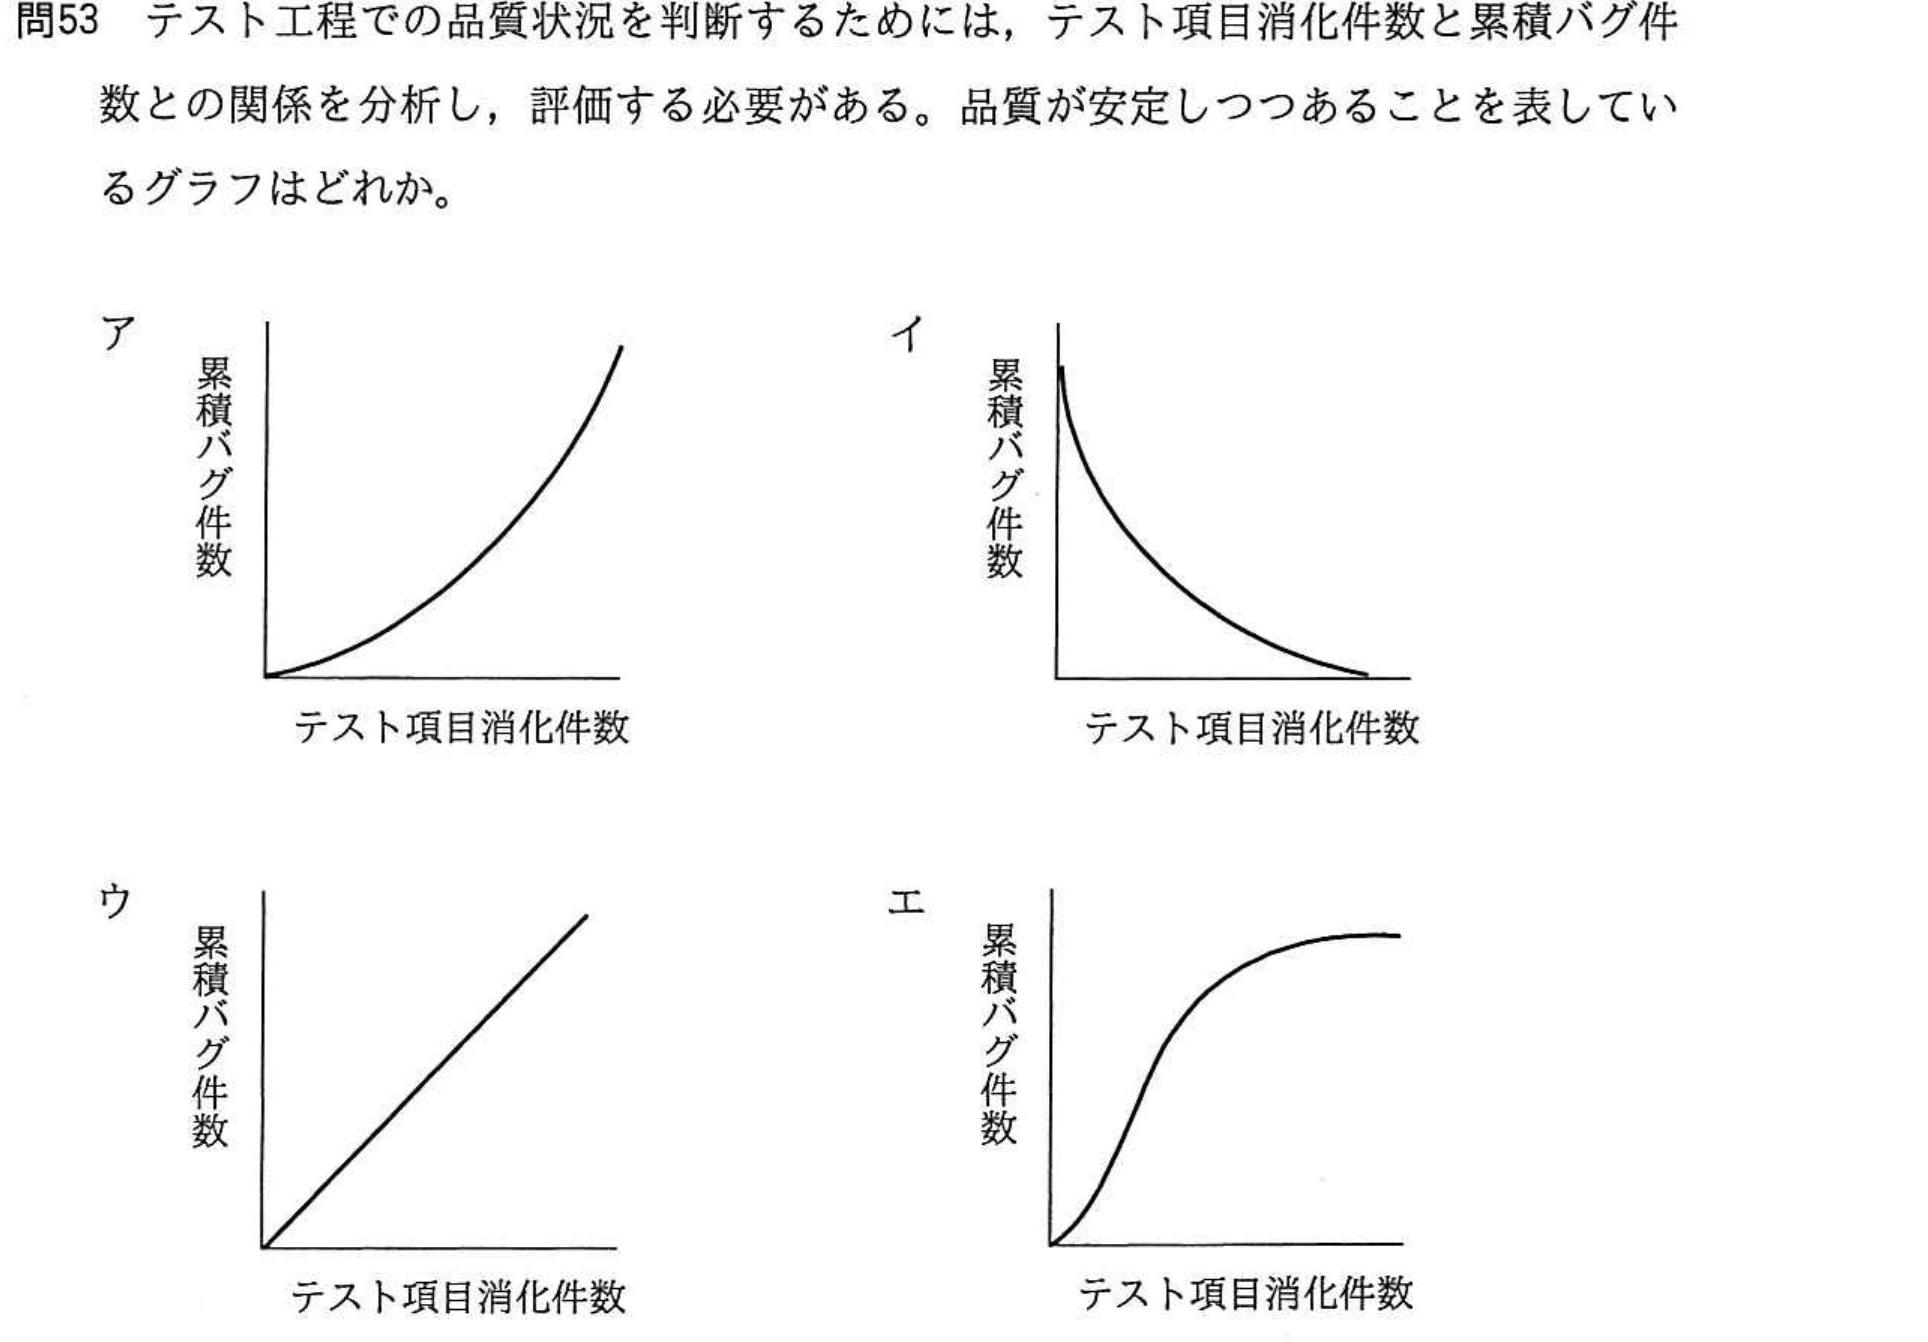 問53 テスト工程での品質状況を判断するためには，テスト項目消化件数と累積バグ件
数との関係を分析し，評価する必要がある。品質が安定しつつあることを表してい
るグラフはどれか。
ア
累積バグ件数
テスト項目消化件数
イ
累積バグ件数
テスト項目消化件数
ウ
累積バグ件数
テスト項目消化件数
エ
累積バグ件数
テスト項目消化件数